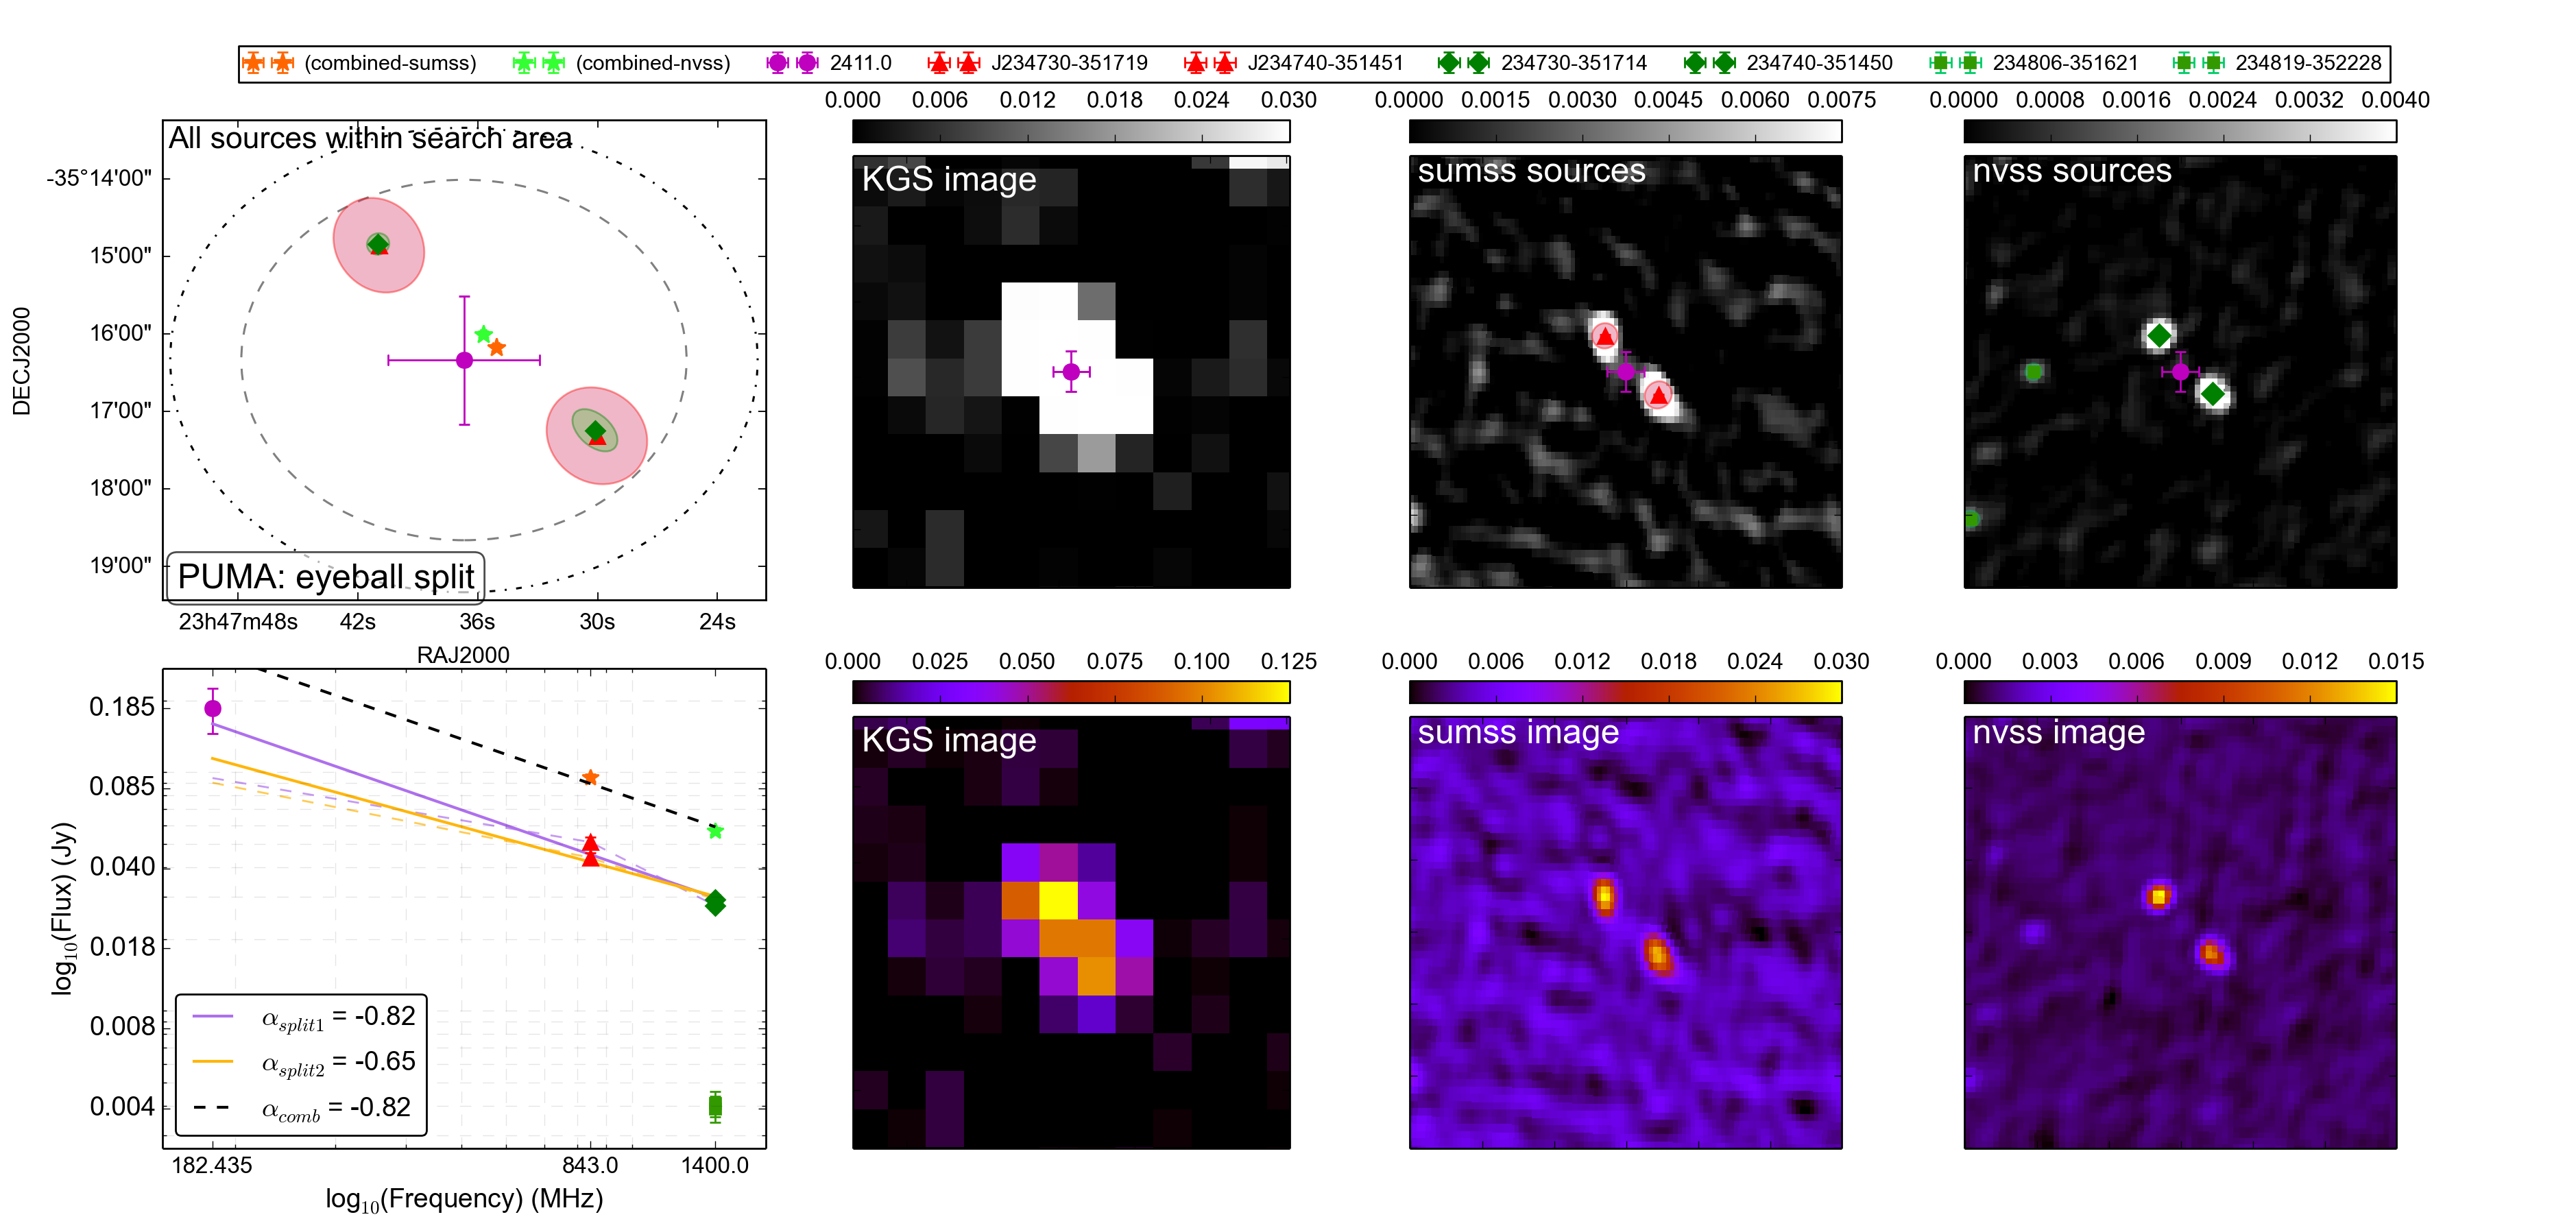 (combined-sumss) (combined-nvss) 2411.0 J234730-351719 J234740-351451 234730-351714 234740-351450 234806-351621 234819-352228
All sources within search area
-35°14'00"
15'00"
16'00"
17'00"
18'00"
19'00"
DECJ2000
PUMA: eyeball split
23h47m48s 42s 36s 30s 24s
RAJ2000
0.000 0.006 0.012 0.018 0.024 0.030
KGS image
0.0000 0.0015 0.0030 0.0045 0.0060 0.0075
sumss sources
0.0000 0.0008 0.0016 0.0024 0.0032 0.0040
nvss sources
0.185
0.085
0.040
0.018
0.008
0.004
log10(Flux) (Jy)
αsplit1 = -0.82
αsplit2 = -0.65
αcomb = -0.82
182.435 843.0 1400.0
log10(Frequency) (MHz)
0.000 0.025 0.050 0.075 0.100 0.125
KGS image
0.000 0.006 0.012 0.018 0.024 0.030
sumss image
0.000 0.003 0.006 0.009 0.012 0.015
nvss image